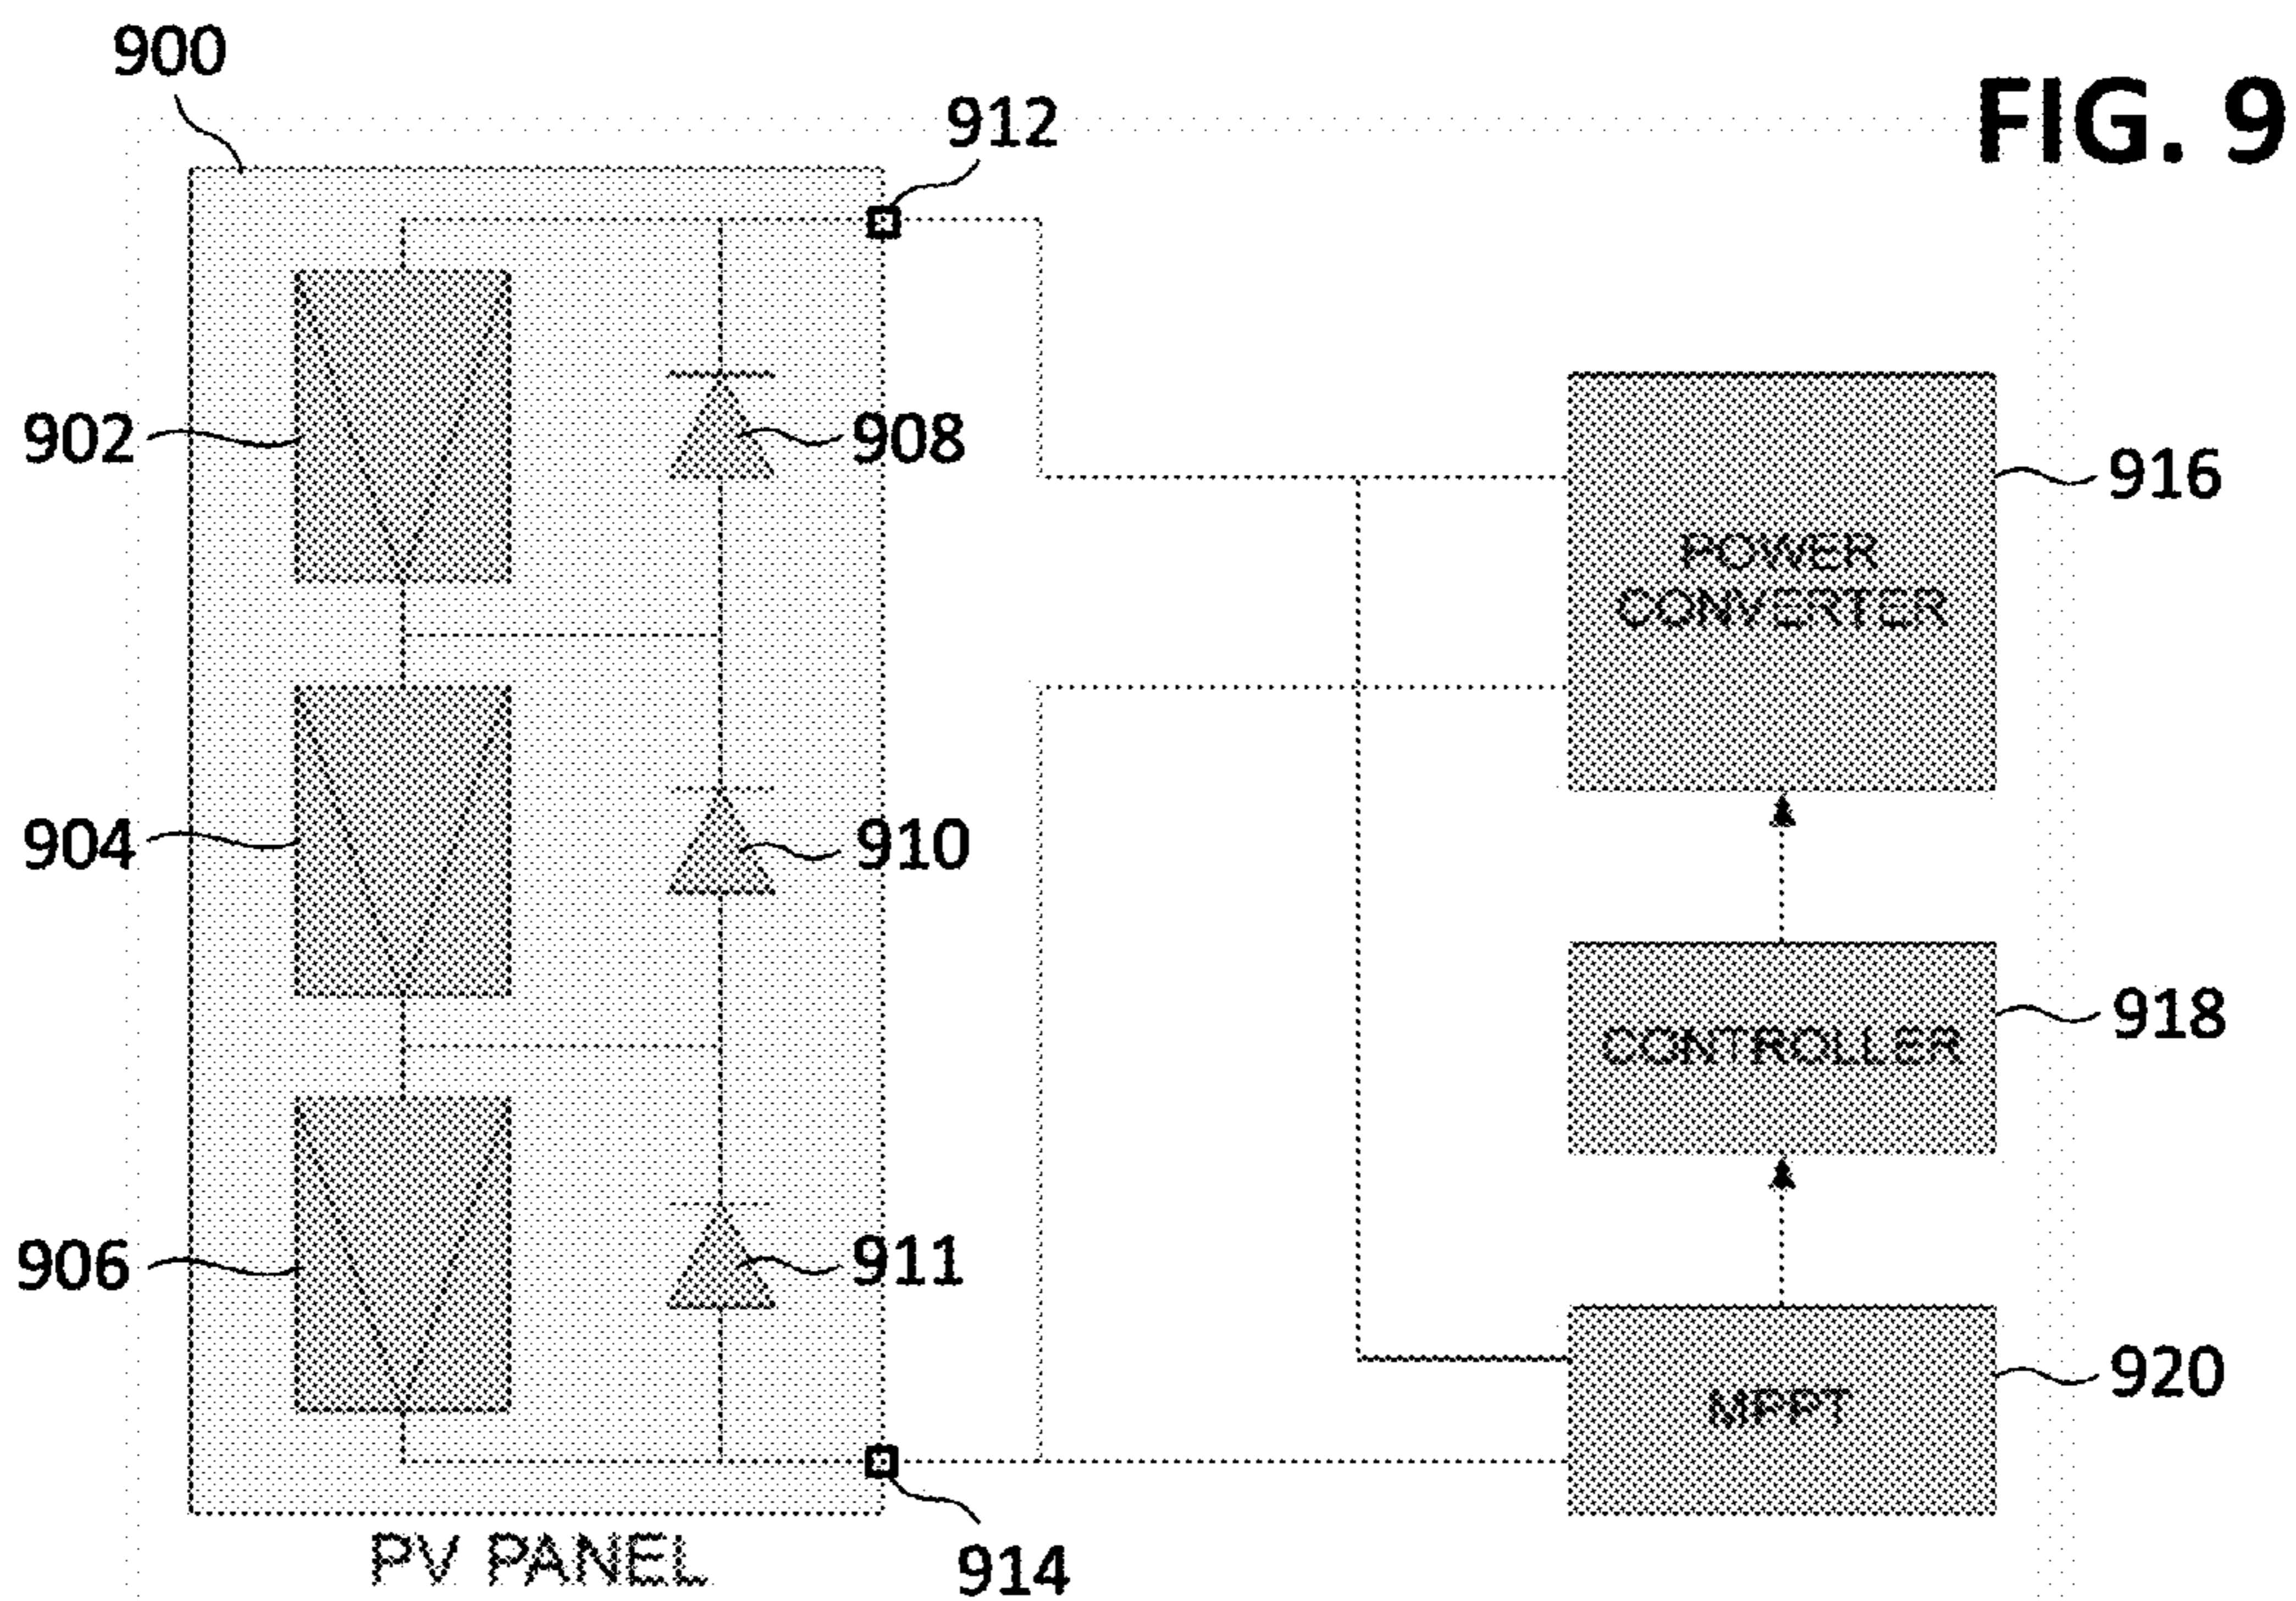 900
912
FIG. 9
902
908
916
POWER
CONVERTER
904
910
918
CONTROLLER
906
911
920
MPPT
PV PANEL
914